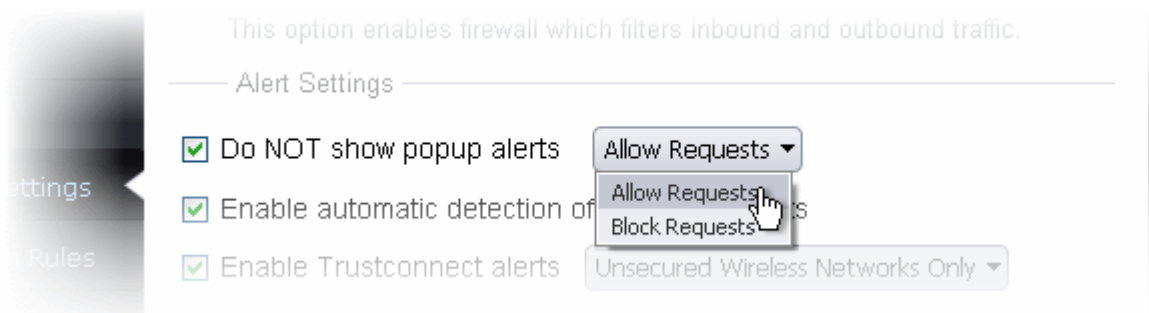 This option enables firewall which filters inbound and outbound traffic.
Alert Settings
Do NOT show popup alerts Allow Requests
Allow Requests
Enable automatic detection of
Block Requests
Enable Trustconnect alerts Unsecured Wireless Networks Only
ettings
Rules